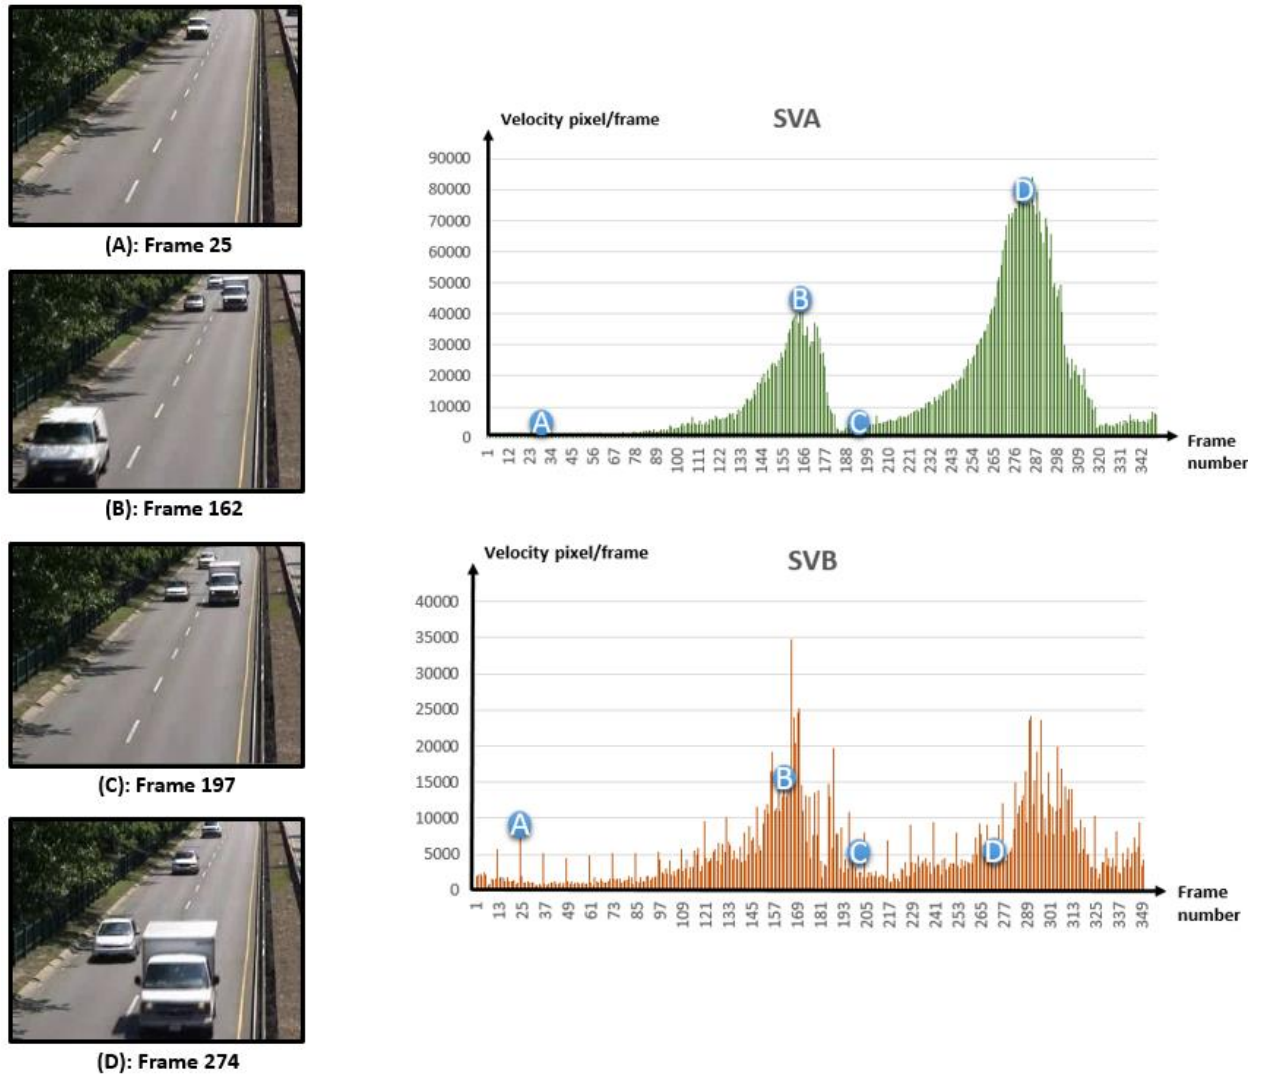 (A): Frame 25
(B): Frame 162
(C): Frame 197
(D): Frame 274
Velocity pixel/frame
SVA
90000
80000
70000
60000
50000
40000
30000
20000
10000
0
A
B
C
D
1 12 23 34 45 56 67 78 89 100 111 122 133 144 155 166 177 188 199 210 221 232 243 254 265 276 287 298 309 320 331 342
Frame
number
Velocity pixel/frame
SVB
40000
35000
30000
25000
20000
15000
10000
5000
0
A
B
C
D
1 13 25 37 49 61 73 85 97 109 121 133 145 157 169 181 193 205 217 229 241 253 265 277 289 301 313 325 337 349
Frame
number